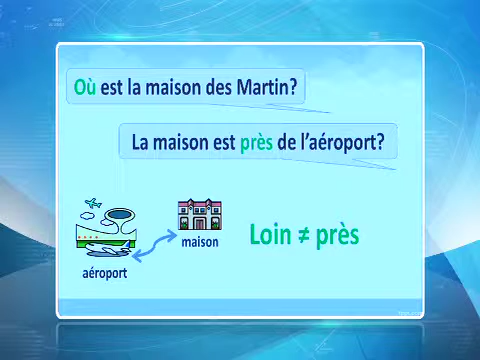 Où est la maison des Martin?
La maison est près de l'aéroport?
maison
Loin ≠ près
aéroport